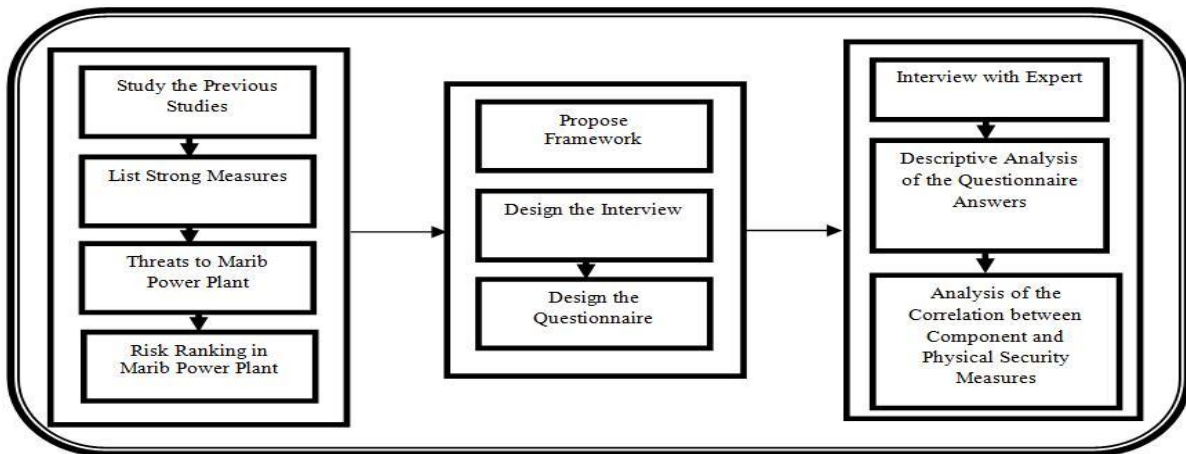 Study the Previous
Studies
List Strong Measures
Threats to Marib
Power Plant
Risk Ranking in
Marib Power Plant
Propose
Framework
Design the Interview
Design the
Questionnaire
Interview with Expert
Descriptive Analysis
of the Questionnaire
Answers
Analysis of the
Correlation between
Component and
Physical Security
Measures